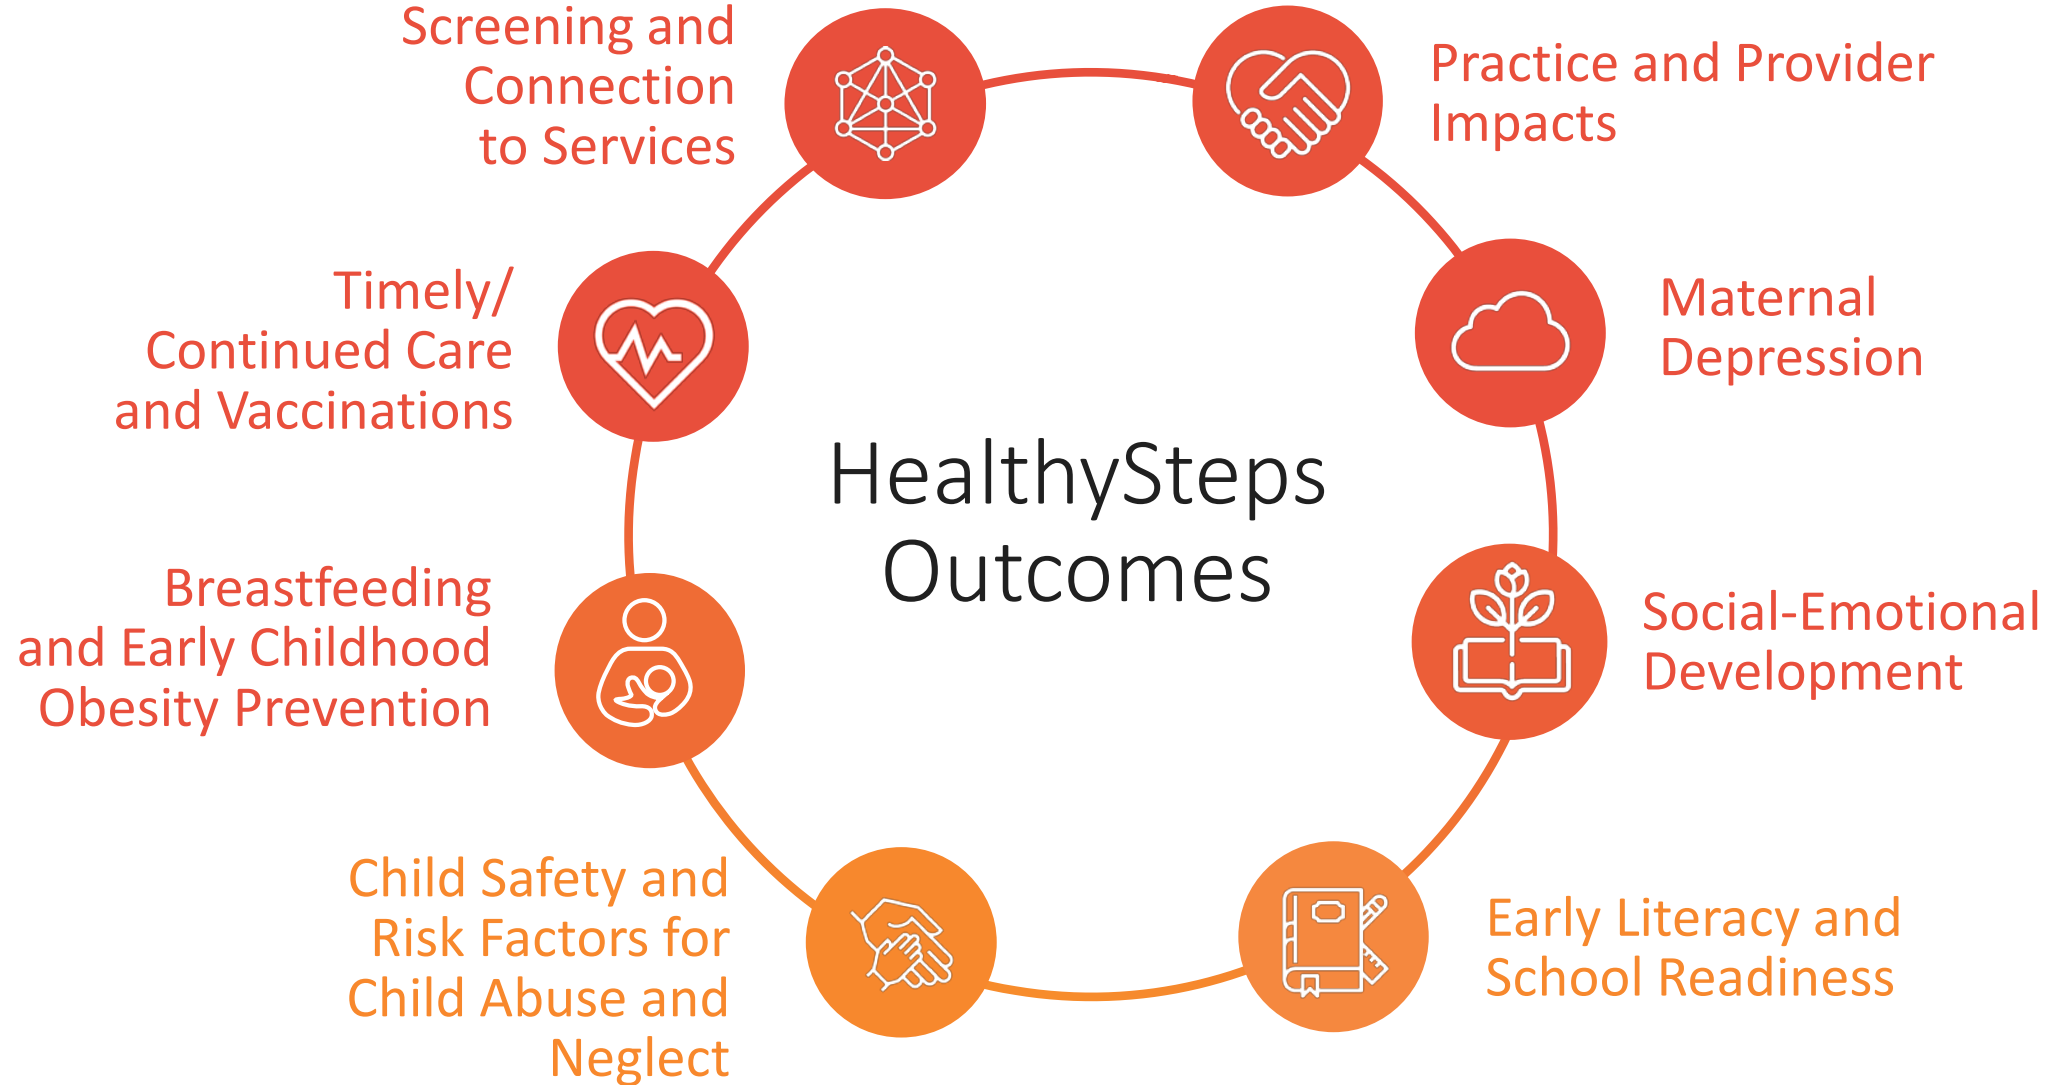 Screening and
Connection
to Services
Practice and Provider
Impacts
Timely/
Continued Care
and Vaccinations
Maternal
Depression
HealthySteps
Outcomes
Breastfeeding
and Early Childhood
Obesity Prevention
Social-Emotional
Development
Child Safety and
Risk Factors for
Child Abuse and
Neglect
Early Literacy and
School Readiness